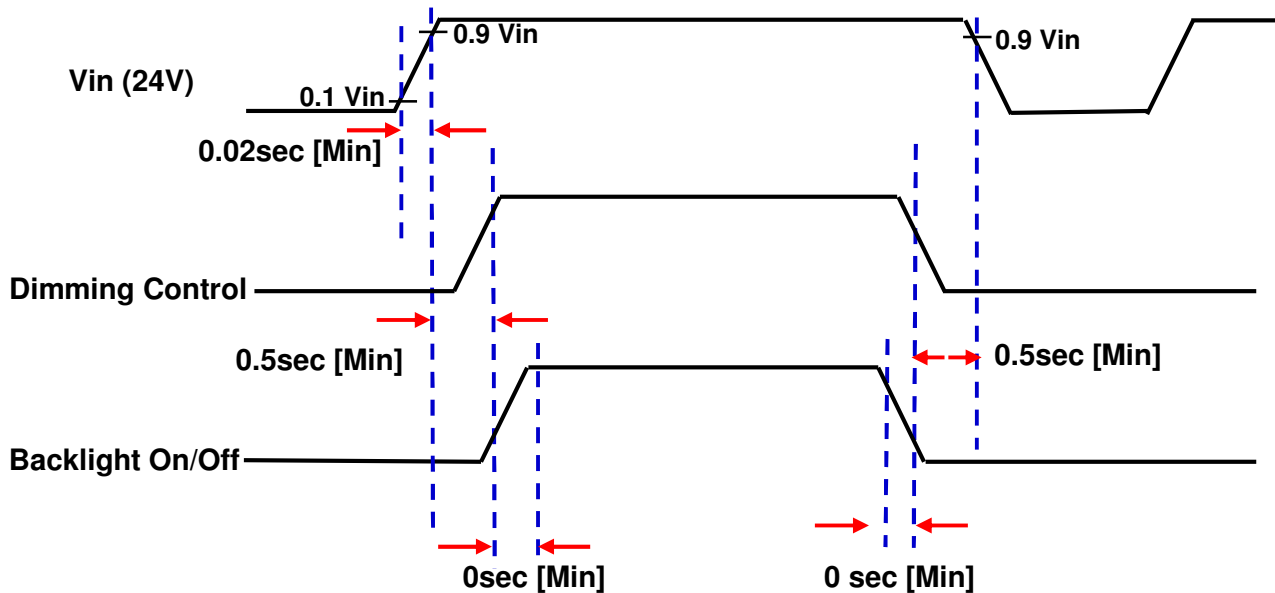 0.9 Vin
0.9 Vin
Vin (24V)
0.1 Vin
0.02sec [Min]
Dimming Control
0.5sec [Min]
0.5sec [Min]
Backlight On/Off
0sec [Min]
0 sec [Min]